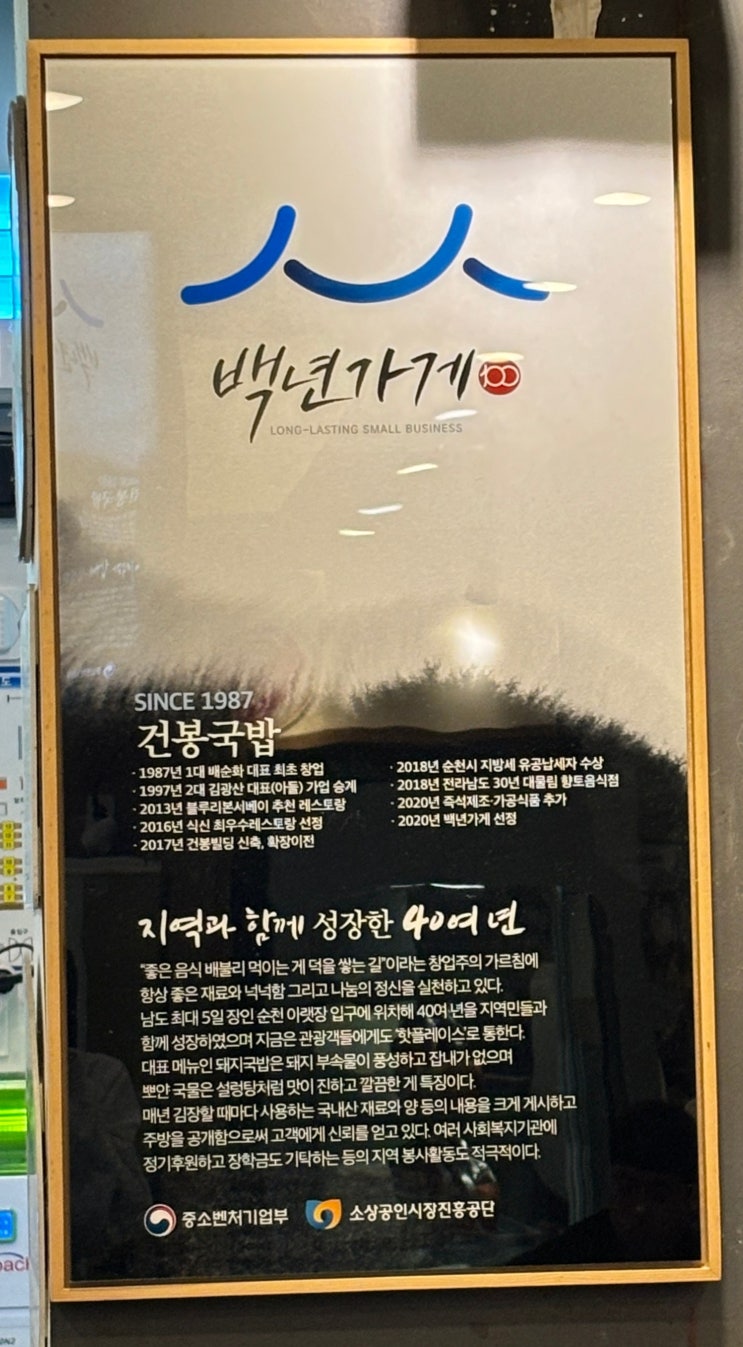 백년가게 100
LONG-LASTING SMALL BUSINESS
SINCE 1987
건봉국밥
· 1987년 1대 배순화 대표 최초 창업
· 1997년 2대 김광산 대표(아들) 가업 승계
· 2013년 블루리본서베이 추천 레스토랑
· 2016년 식신 최우수레스토랑 선정
· 2017년 건봉빌딩 신축, 확장이전
· 2018년 순천시 지방세 유공납세자 수상
· 2018년 전라남도 30년 대물림 향토음식점
· 2020년 즉석제조·가공식품 추가
· 2020년 백년가게 선정
지역과 함께 성장한 40여 년
“좋은 음식 배불리 먹이는 게 덕을 쌓는 길”이라는 창업주의 가르침에
항상 좋은 재료와 넉넉함 그리고 나눔의 정신을 실천하고 있다.
남도 최대 5일 장인 순천 아랫장 입구에 위치해 40여 년을 지역민들과
함께 성장하였으며 지금은 관광객들에게도 ‘핫플레이스’로 통한다.
대표 메뉴인 돼지국밥은 돼지 부속물이 풍성하고 잡내가 없으며
뽀얀 국물은 설렁탕처럼 맛이 진하고 깔끔한 게 특징이다.
매년 김장할 때마다 사용하는 국내산 재료와 양 등의 내용을 크게 게시하고
주방을 공개함으로써 고객에게 신뢰를 얻고 있다. 여러 사회복지기관에
정기후원하고 장학금도 기탁하는 등의 지역 봉사활동도 적극적이다.
중소벤처기업부 소상공인시장진흥공단